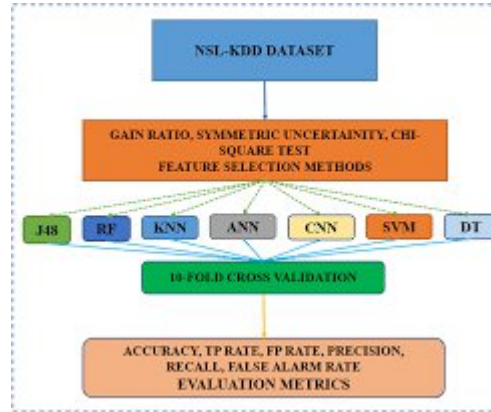 NSL-KDD DATASET
GAIN RATIO, SYMMETRIC UNCERTAINITY, CHI-
SQUARE TEST
FEATURE SELECTION METHODS
J48 RF KNN ANN CNN SVM DT
10-FOLD CROSS VALIDATION
ACCURACY, TP RATE, FP RATE, PRECISION,
RECALL, FALSE ALARM RATE
EVALUATION METRICS